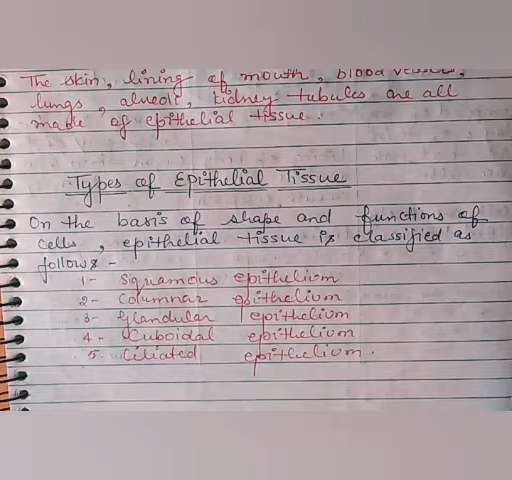 The skin, lining of mouth, blood vessels,
lungs, alveoli, kidney tubules are all
made of epithelial tissue.
Types of Epithelial Tissue
On the basis of shape and functions of
cells, epithelial tissue is classified as
follows -
1- Squamous epithelium
2- Columnar epithelium
3- Glandular epithelium
4- Cuboidal epithelium
5. Ciliated epithelium.